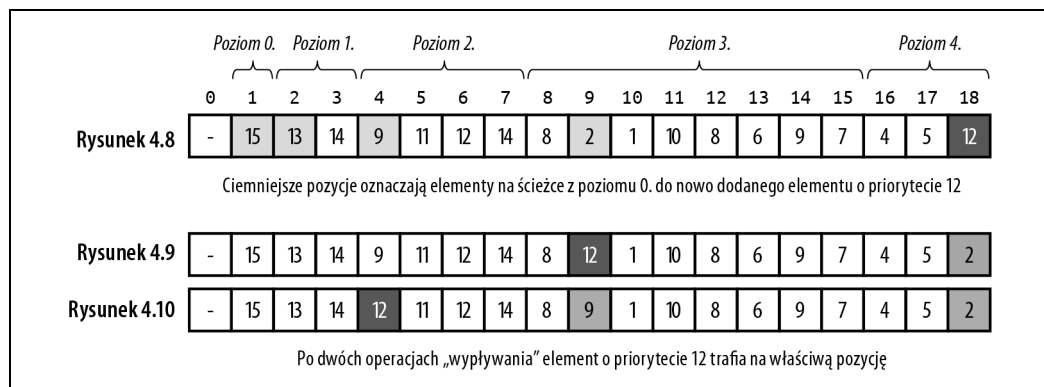 Poziom 0. Poziom 1. Poziom 2. Poziom 3. Poziom 4.
0 1 2 3 4 5 6 7 8 9 10 11 12 13 14 15 16 17 18
Rysunek 4.8 - 15 13 14 9 11 12 14 8 2 1 10 8 6 9 7 4 5 12
Ciemniejsze pozycje oznaczają elementy na ścieżce z poziomu 0. do nowo dodanego elementu o priorytecie 12
Rysunek 4.9 - 15 13 14 9 11 12 14 8 12 1 10 8 6 9 7 4 5 2
Rysunek 4.10 - 15 13 14 12 11 12 14 8 9 1 10 8 6 9 7 4 5 2
Po dwóch operacjach „wypływania” element o priorytecie 12 trafia na właściwą pozycję